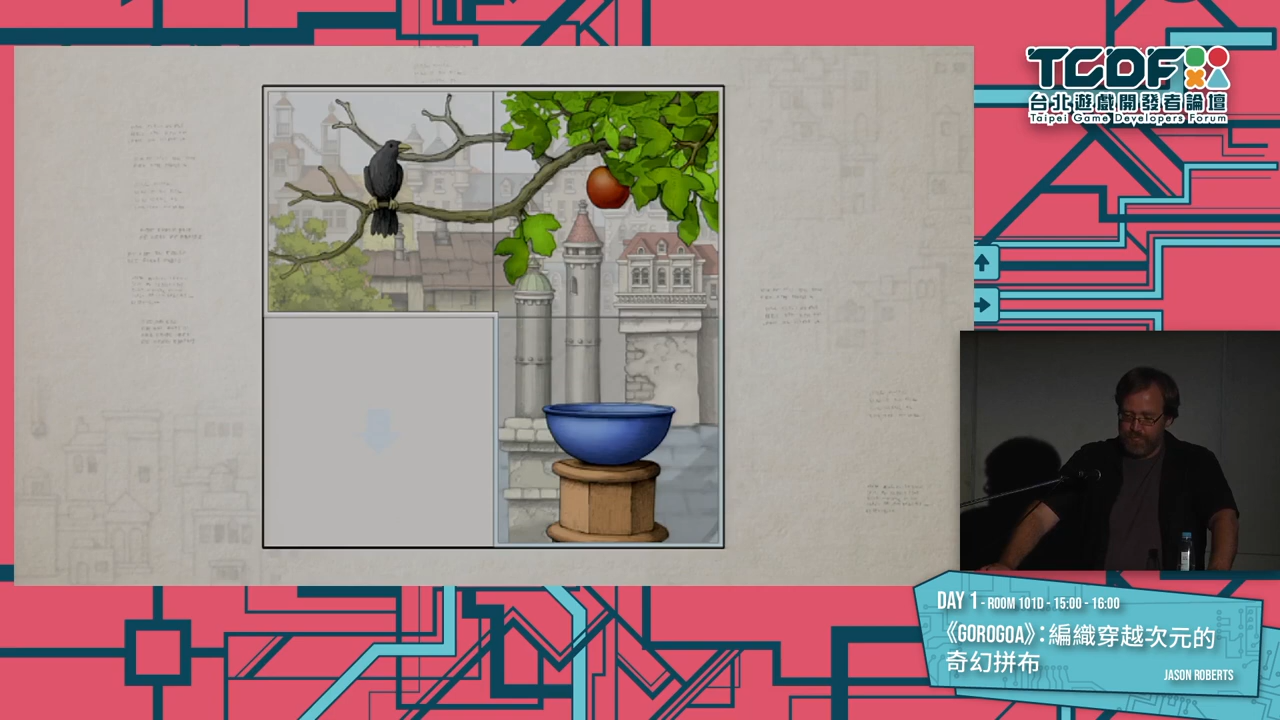 TGDF
台北遊戲開發者論壇
Taipei Game Developers Forum
DAY 1 - ROOM 101D - 15:00 - 16:00
《GOROGOA》：編織穿越次元的
奇幻拼布
JASON ROBERTS